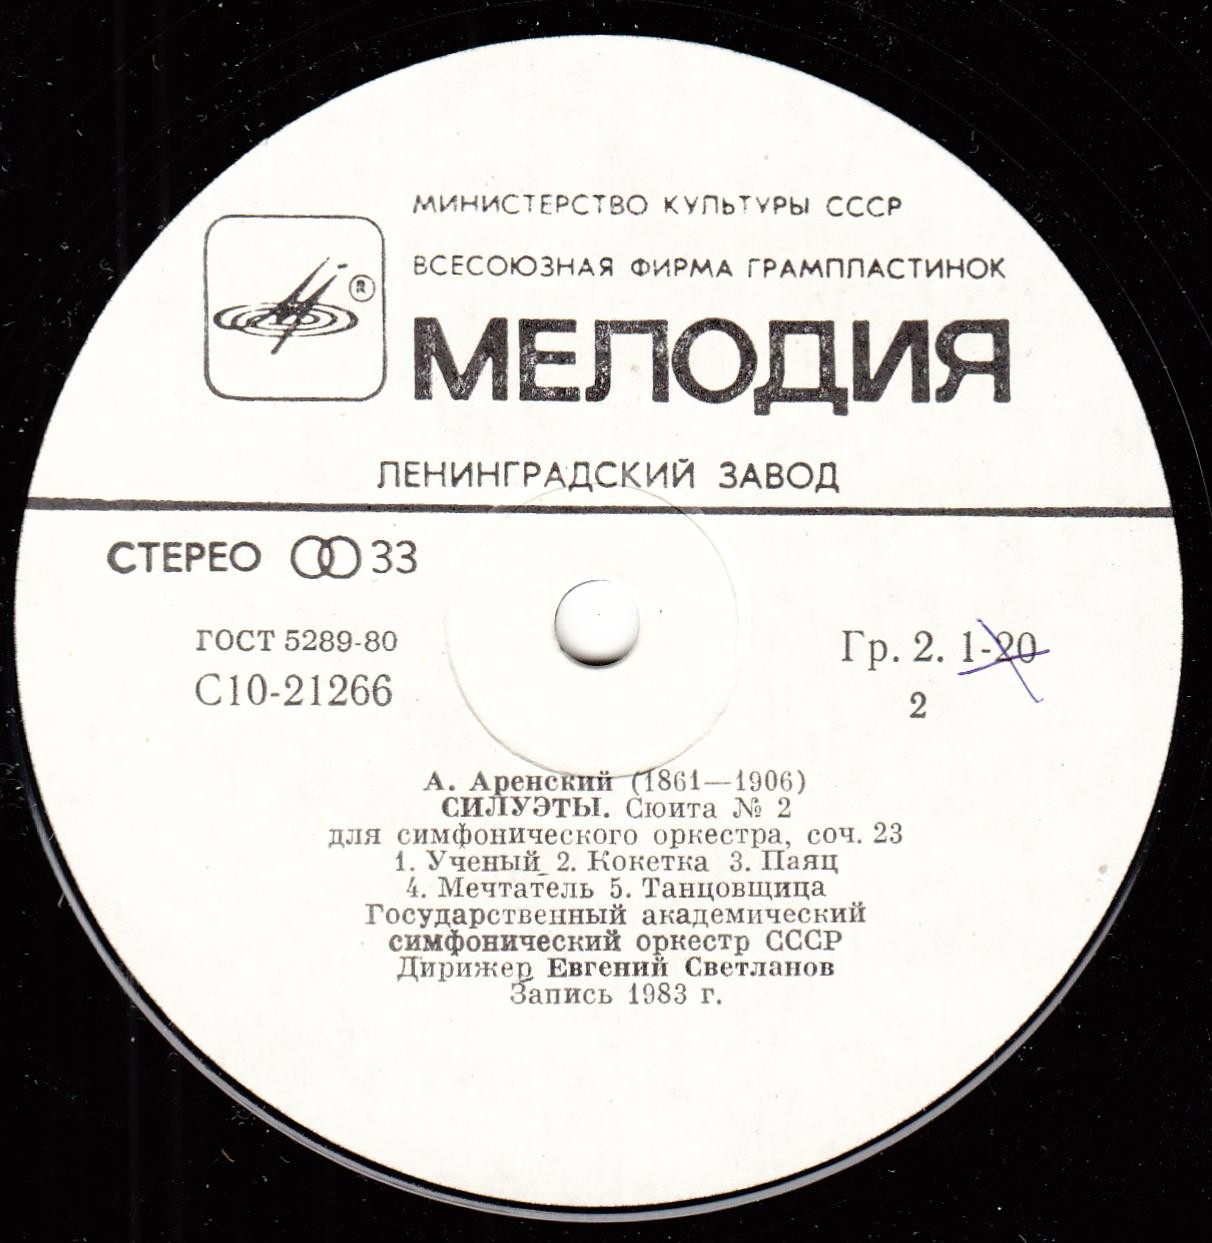 МИНИСТЕРСТВО КУЛЬТУРЫ СССР
ВСЕСОЮЗНАЯ ФИРМА ГРАМПЛАСТИНОК
®
МЕЛОДИЯ
ЛЕНИНГРАДСКИЙ ЗАВОД
СТЕРЕО 33
ГОСТ 5289-80
С10-21266
Гр. 2. 1-20
2
А. Аренский (1861—1906)
СИЛУЭТЫ. Сюита № 2
для симфонического оркестра, соч. 23
1. Ученый 2. Кокетка 3. Паяц
4. Мечтатель 5. Танцовщица
Государственный академический
симфонический оркестр СССР
Дирижер Евгений Светланов
Запись 1983 г.